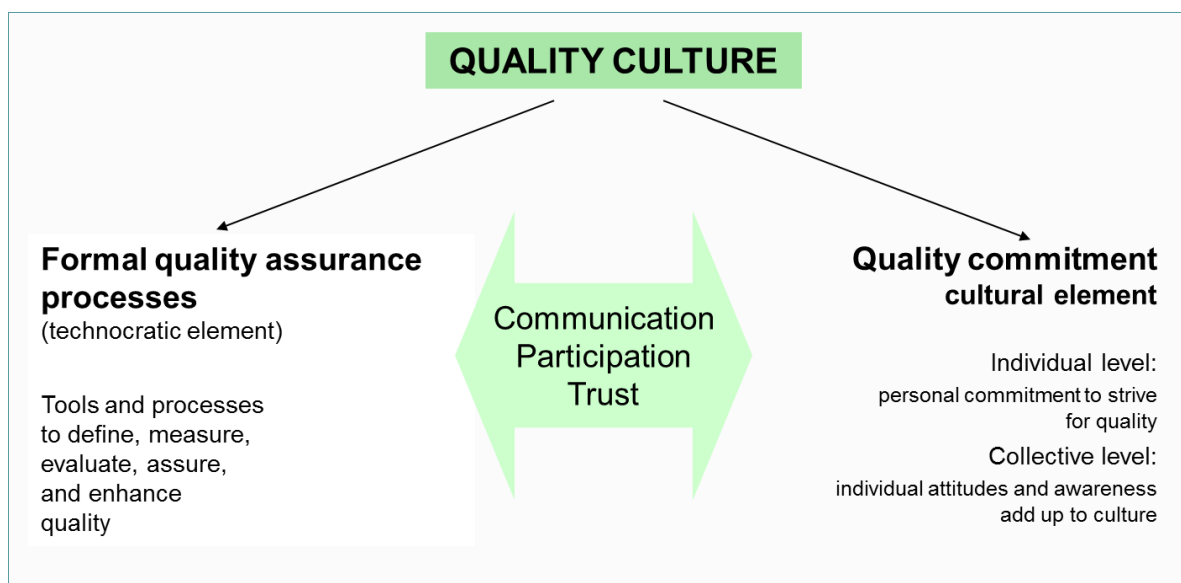 QUALITY CULTURE
Formal quality assurance
processes
(technocratic element)
Tools and processes
to define, measure,
evaluate, assure,
and enhance
quality
Communication
Participation
Trust
Quality commitment
cultural element
Individual level:
personal commitment to strive
for quality
Collective level:
individual attitudes and awareness
add up to culture